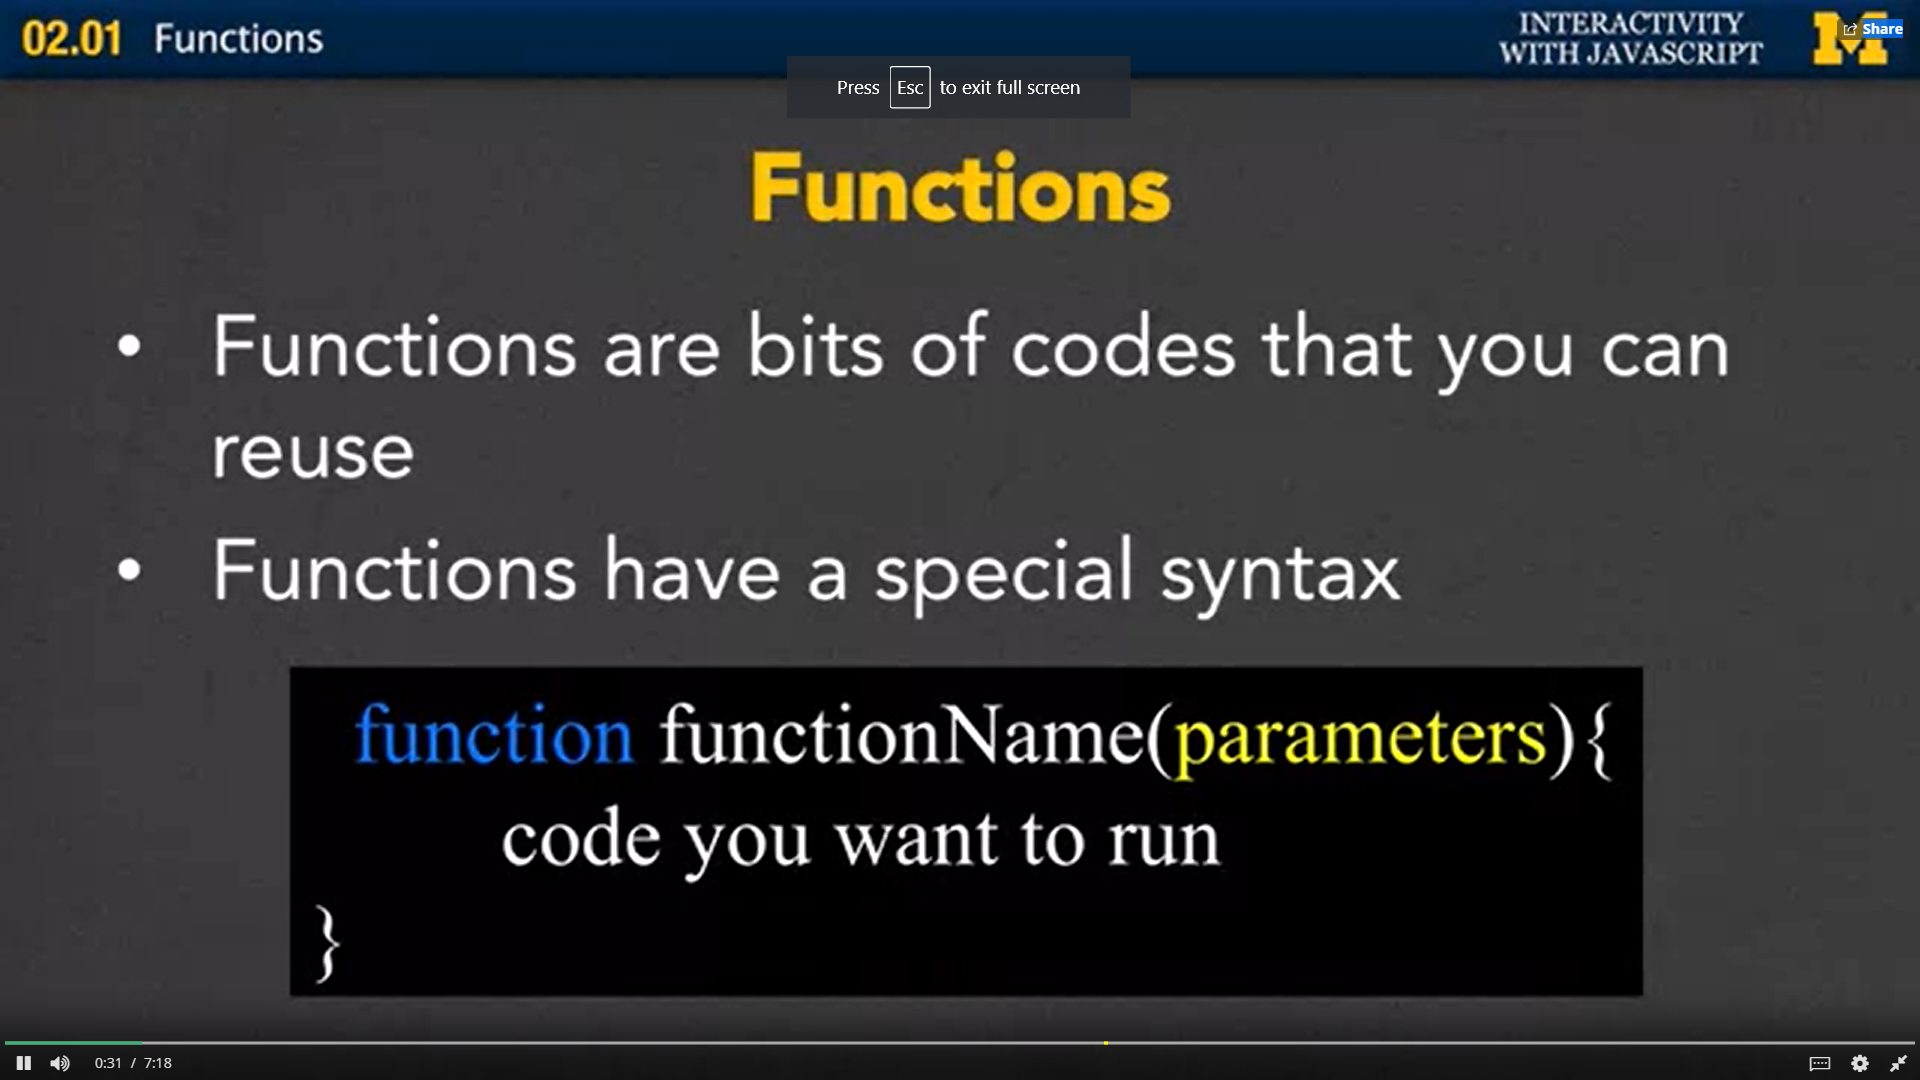 02.01 Functions
INTERACTIVITY
WITH JAVASCRIPT
Share
Press Esc to exit full screen
Functions
• Functions are bits of codes that you can
reuse
• Functions have a special syntax
function functionName(parameters){
code you want to run
}
0:31 / 7:18